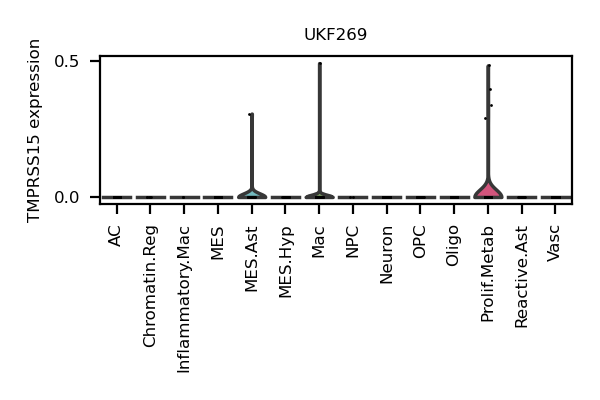 UKF269
TMPRSS15 expression
0.5
0.0
AC
Chromatin.Reg
Inflammatory.Mac
MES
MES.Ast
MES.Hyp
Mac
NPC
Neuron
OPC
Oligo
Prolif.Metab
Reactive.Ast
Vasc